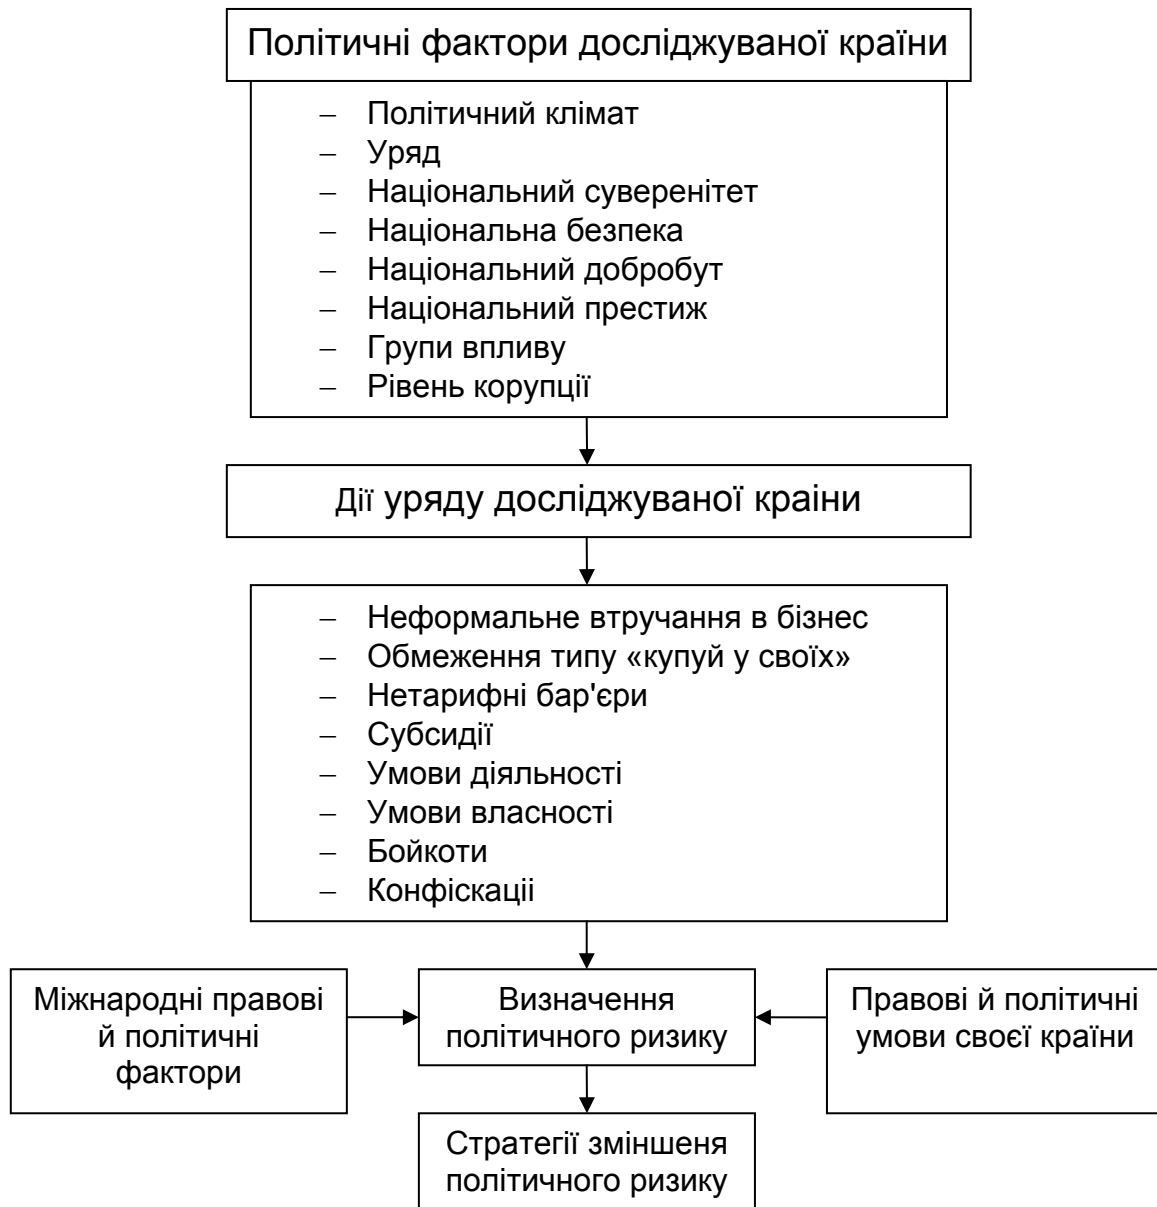 Політичні фактори досліджуваної країни
– Політичний клімат
– Уряд
– Національний суверенітет
– Національна безпека
– Національний добробут
– Національний престиж
– Групи впливу
– Рівень корупції
Дії уряду досліджуваної краіни
– Неформальне втручання в бізнес
– Обмеження типу «купуй у своїх»
– Нетарифні бар'єри
– Субсидії
– Умови діяльності
– Умови власності
– Бойкоти
– Конфіскаціі
Міжнародні правові
й політичні
фактори
Визначення
політичного ризику
Правові й політичні
умови своєї країни
Стратегії зміншеня
політичного ризику